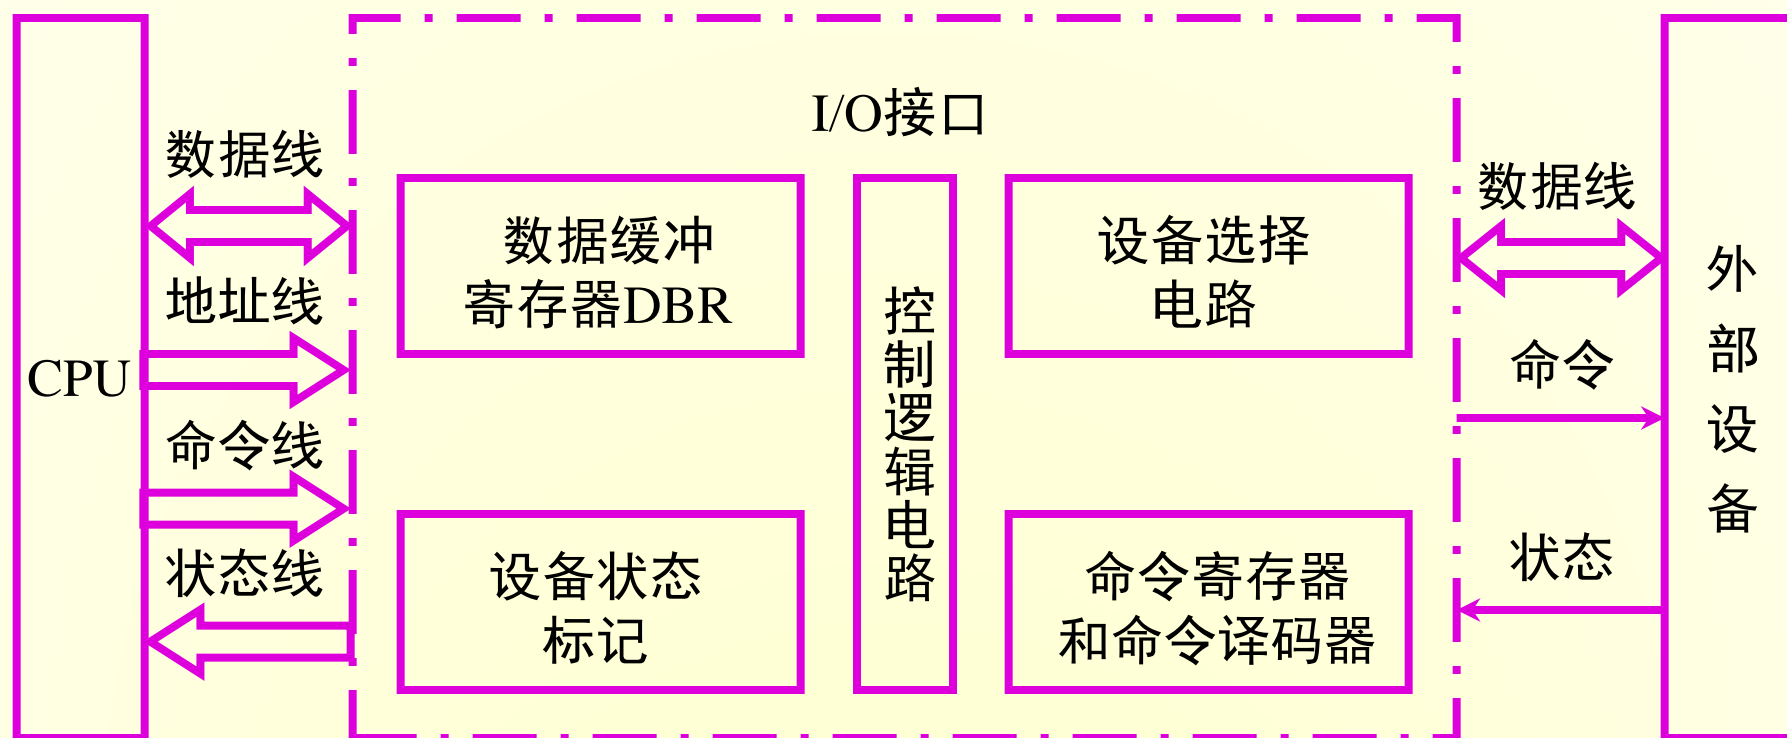 I/O接口
CPU
数据线
地址线
命令线
状态线
数据缓冲
寄存器DBR
设备状态
标记
控制逻辑电路
设备选择
电路
命令寄存器
和命令译码器
数据线
命令
状态
外部设备